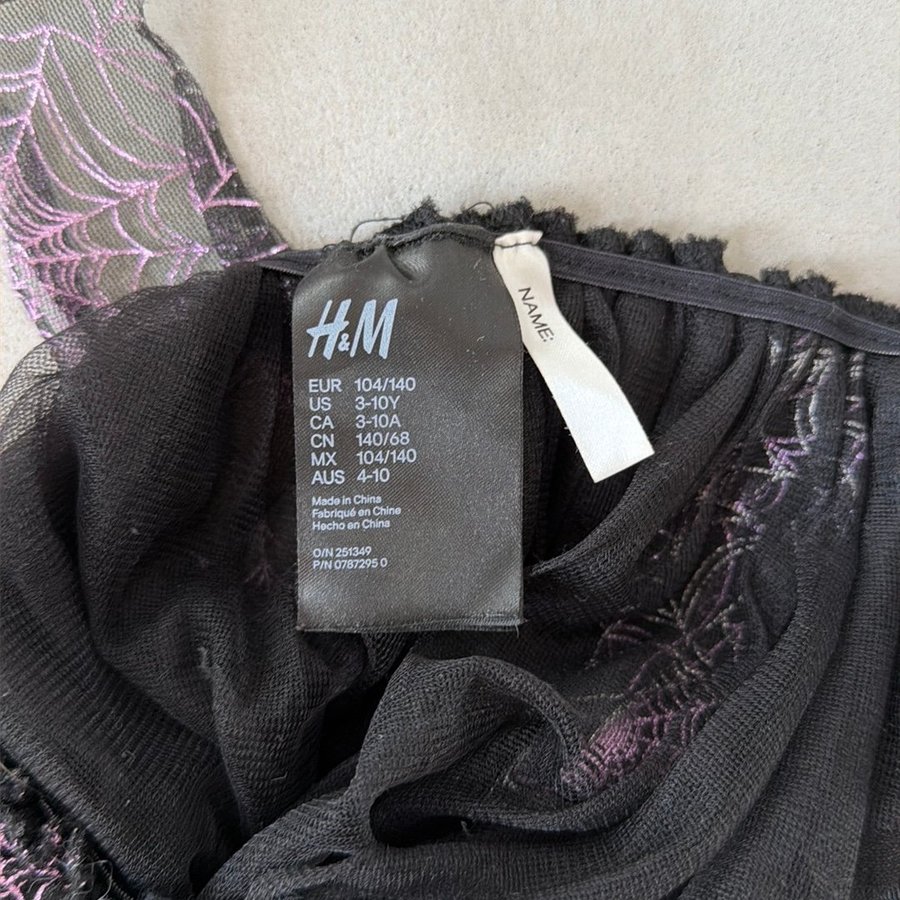 H&M
EUR 104/140
US 3-10Y
CA 3-10A
CN 140/68
MX 104/140
AUS 4-10
Made in China
Fabriqué en Chine
Hecho en China
O/N 251349
P/N 0787295 0
NAME: